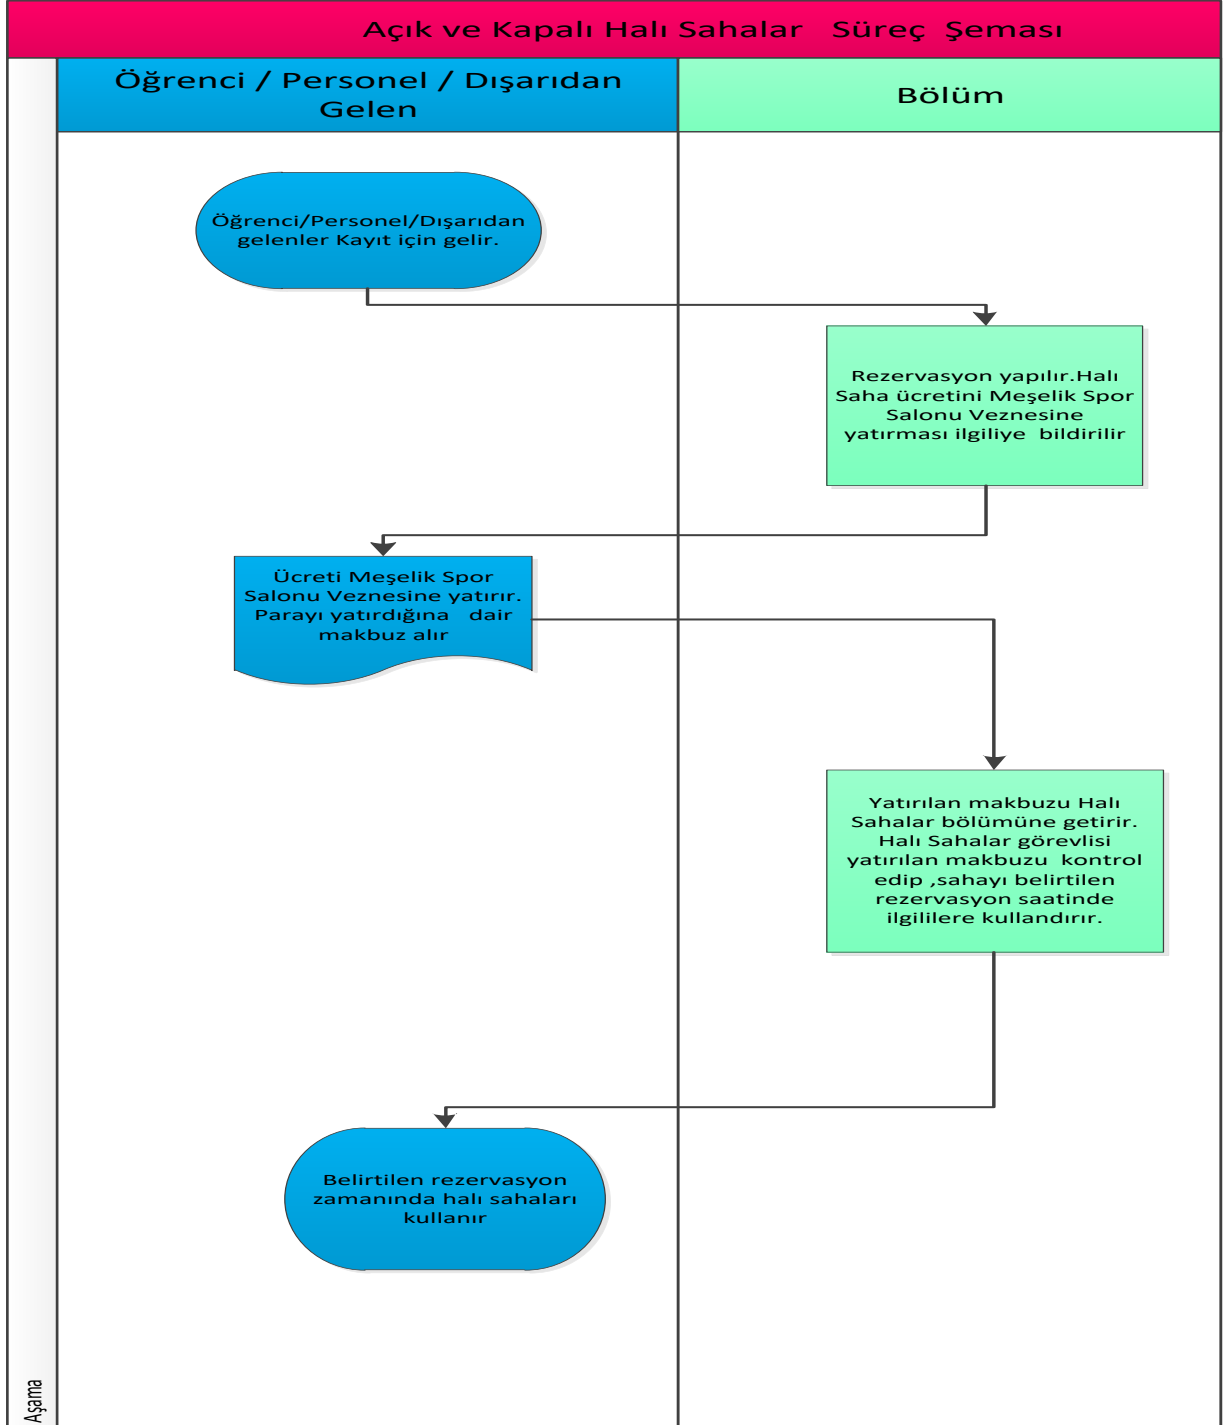 Açık ve Kapalı Halı Sahalar Süreç Şeması
Öğrenci / Personel / Dışarıdan
Gelen
Bölüm
Öğrenci/Personel/Dışarıdan
gelenler Kayıt için gelir.
Rezervasyon yapılır.Halı
Saha ücretini Meşelik Spor
Salonu Veznesine
yatırması ilgiliye bildirilir
Ücreti Meşelik Spor
Salonu Veznesine yatırır.
Parayı yatırdığına dair
makbuz alır
Yatırılan makbuzu Halı
Sahalar bölümüne getirir.
Halı Sahalar görevlisi
yatırılan makbuzu kontrol
edip ,sahayı belirtilen
rezervasyon saatinde
ilgililere kullandırır.
Belirtilen rezervasyon
zamanında halı sahaları
kullanır
Aşama